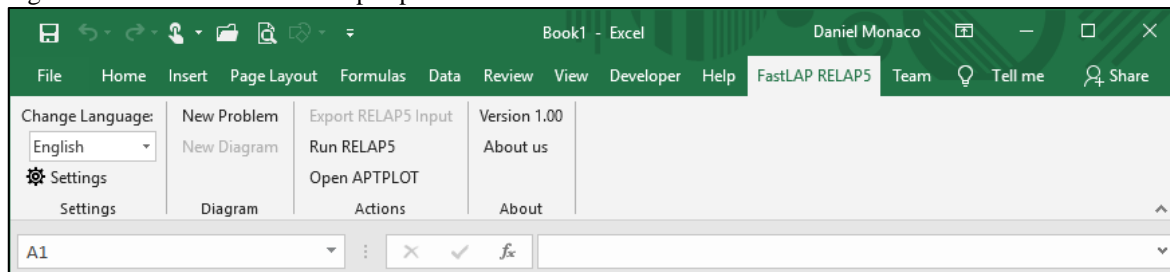 Book1 - Excel Daniel Monaco
File Home Insert Page Layout Formulas Data Review View Developer Help FastLAP RELAP5 Team Tell me Share
Change Language: New Problem Export RELAP5 Input Version 1.00
English New Diagram Run RELAP5 About us
Settings Open APTPLOT
Settings Diagram Actions About
A1 fx